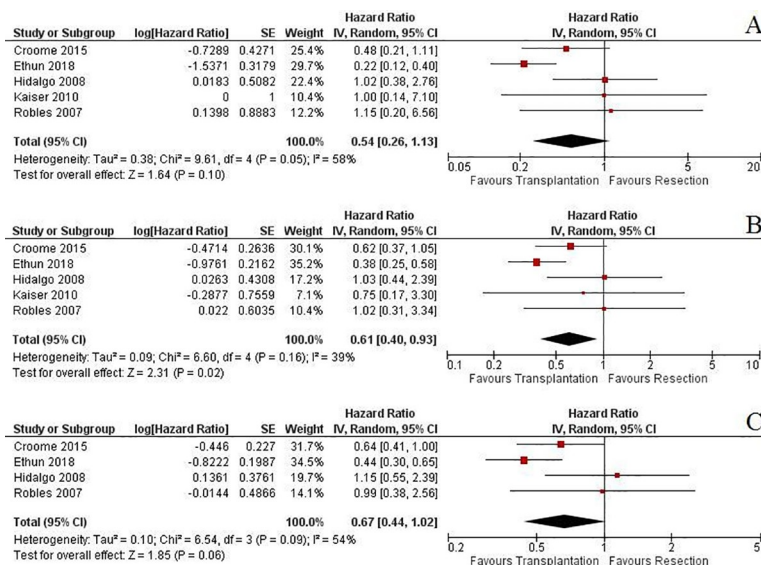 A
Hazard Ratio Hazard Ratio
Study or Subgroup log[Hazard Ratio] SE Weight IV, Random, 95% CI IV, Random, 95% CI
Croome 2015 -0.7289 0.4271 25.4% 0.48 [0.21, 1.11]
Ethun 2018 -1.5371 0.3179 29.7% 0.22 [0.12, 0.40]
Hidalgo 2008 0.0183 0.5082 22.4% 1.02 [0.38, 2.76]
Kaiser 2010 0 1 10.4% 1.00 [0.14, 7.10]
Robles 2007 0.1398 0.8883 12.2% 1.15 [0.20, 6.56]
Total (95% CI) 100.0% 0.54 [0.26, 1.13]
Heterogeneity: Tau² = 0.38; Chi² = 9.61, df = 4 (P = 0.05); I² = 58%
Test for overall effect: Z = 1.64 (P = 0.10)
0.05 0.2 1 5 20
Favours Transplantation Favours Resection
B
Hazard Ratio Hazard Ratio
Study or Subgroup log[Hazard Ratio] SE Weight IV, Random, 95% CI IV, Random, 95% CI
Croome 2015 -0.4714 0.2636 30.1% 0.62 [0.37, 1.05]
Ethun 2018 -0.9761 0.2162 35.2% 0.38 [0.25, 0.58]
Hidalgo 2008 0.0263 0.4308 17.2% 1.03 [0.44, 2.39]
Kaiser 2010 -0.2877 0.7559 7.1% 0.75 [0.17, 3.30]
Robles 2007 0.022 0.6035 10.4% 1.02 [0.31, 3.34]
Total (95% CI) 100.0% 0.61 [0.40, 0.93]
Heterogeneity: Tau² = 0.09; Chi² = 6.60, df = 4 (P = 0.16); I² = 39%
Test for overall effect: Z = 2.31 (P = 0.02)
0.1 0.2 0.5 1 2 5 10
Favours Transplantation Favours Resection
C
Hazard Ratio Hazard Ratio
Study or Subgroup log[Hazard Ratio] SE Weight IV, Random, 95% CI IV, Random, 95% CI
Croome 2015 -0.446 0.227 31.7% 0.64 [0.41, 1.00]
Ethun 2018 -0.8222 0.1987 34.5% 0.44 [0.30, 0.65]
Hidalgo 2008 0.1361 0.3761 19.7% 1.15 [0.55, 2.39]
Robles 2007 -0.0144 0.4866 14.1% 0.99 [0.38, 2.56]
Total (95% CI) 100.0% 0.67 [0.44, 1.02]
Heterogeneity: Tau² = 0.10; Chi² = 6.54, df = 3 (P = 0.09); I² = 54%
Test for overall effect: Z = 1.85 (P = 0.06)
0.2 0.5 1 2 5
Favours Transplantation Favours Resection